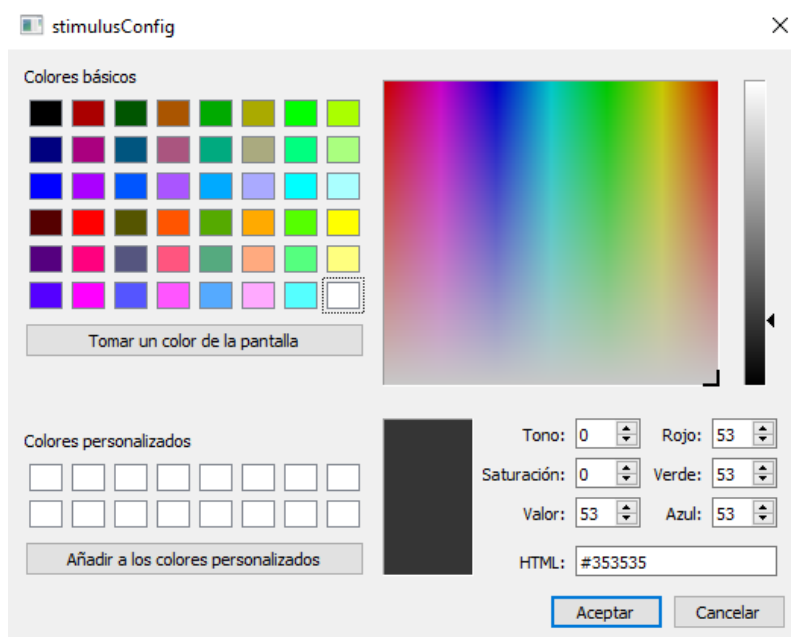 stimulusConfig
Colores básicos
Tomar un color de la pantalla
Colores personalizados
Añadir a los colores personalizados
Tono: 0 Rojo: 53
Saturación: 0 Verde: 53
Valor: 53 Azul: 53
HTML: #353535
Aceptar Cancelar